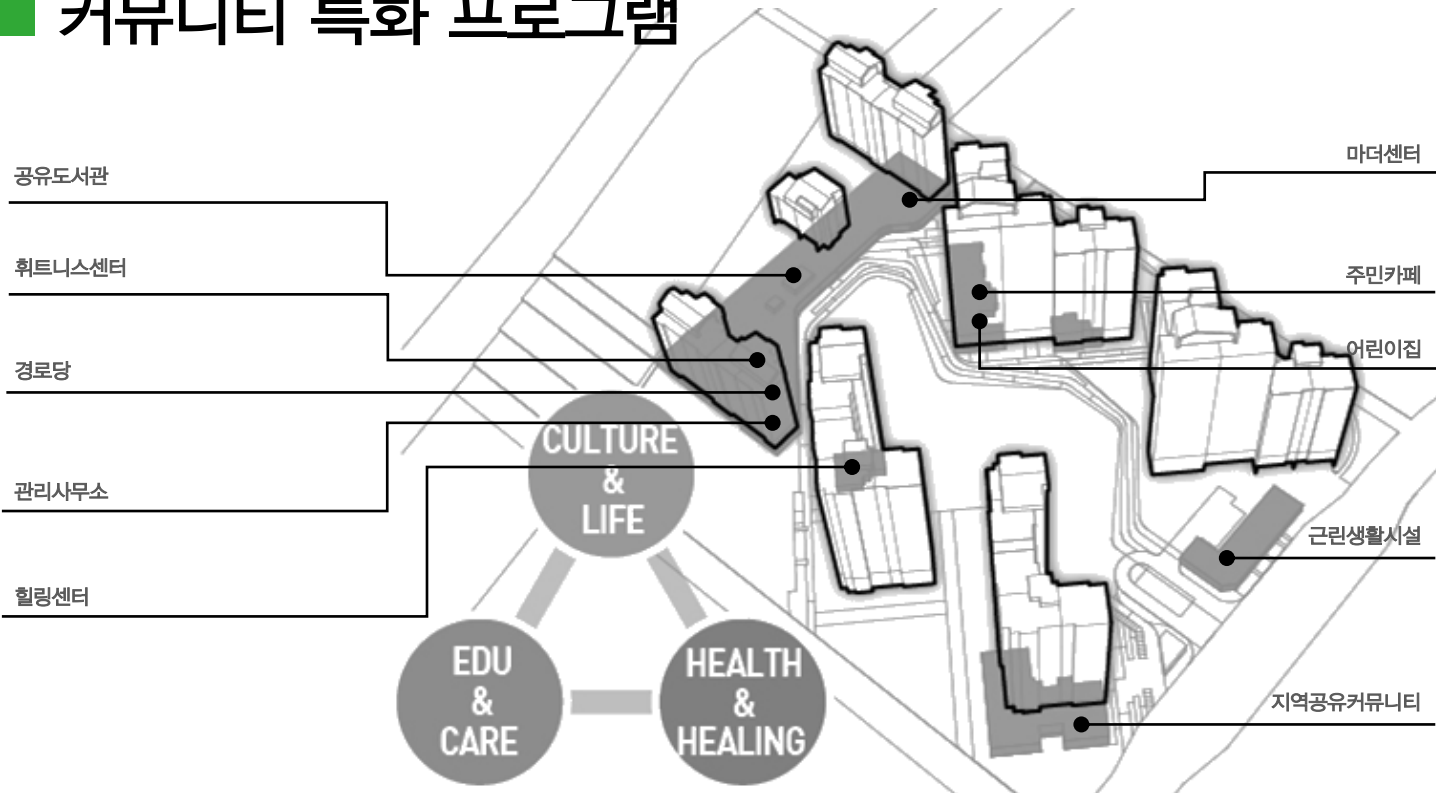 커뮤니티 특화 프로그램
공유도서관
휘트니스센터
경로당
관리사무소
힐링센터
마더센터
주민카페
어린이집
근린생활시설
지역공유커뮤니티
CULTURE
&
LIFE
EDU
&
CARE
HEALTH
&
HEALING